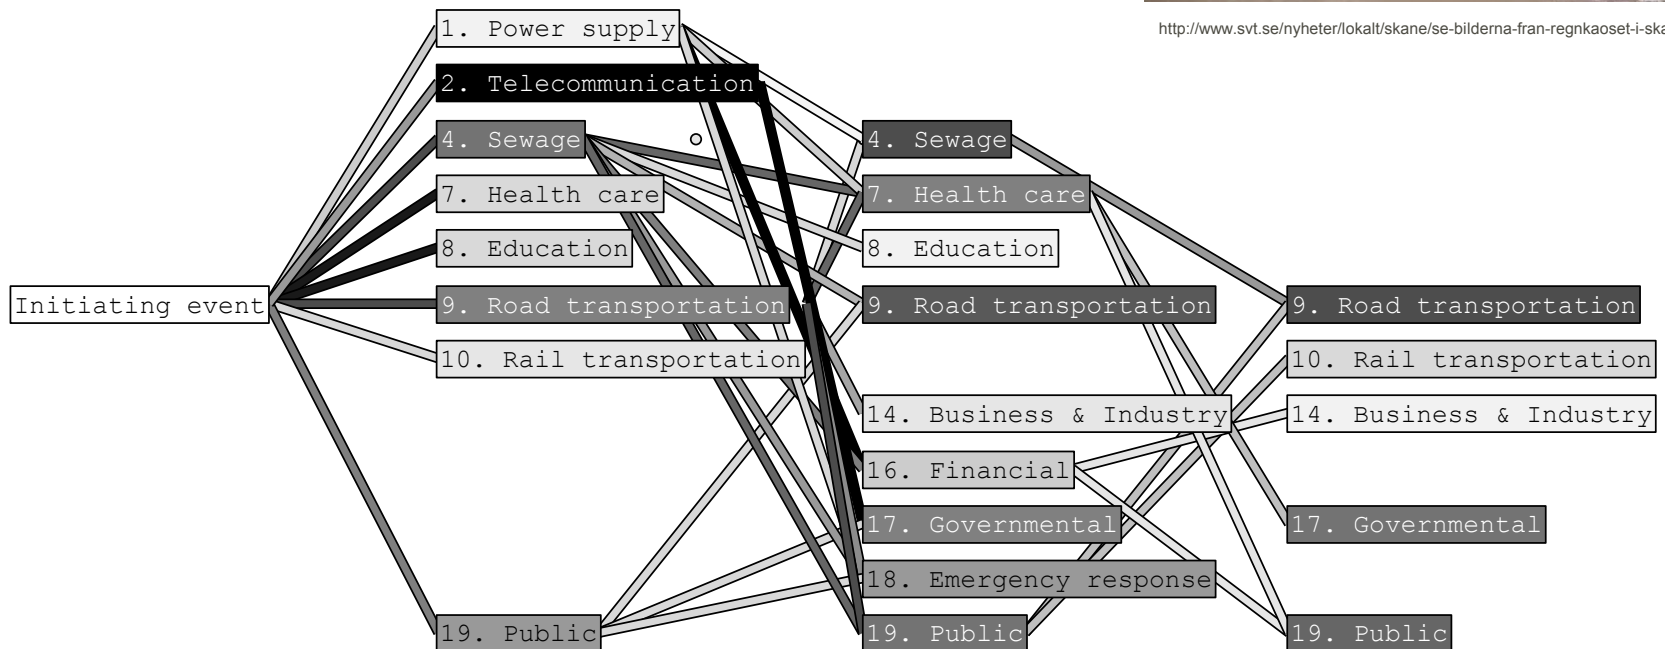 http://www.svt.se/nyheter/lokalt/skane/se-bilderna-fran-regnkaoset-i-ska
Initiating event
1. Power supply
2. Telecommunication
4. Sewage
7. Health care
8. Education
9. Road transportation
10. Rail transportation
19. Public
4. Sewage
7. Health care
8. Education
9. Road transportation
14. Business & Industry
16. Financial
17. Governmental
18. Emergency response
19. Public
9. Road transportation
10. Rail transportation
14. Business & Industry
17. Governmental
19. Public